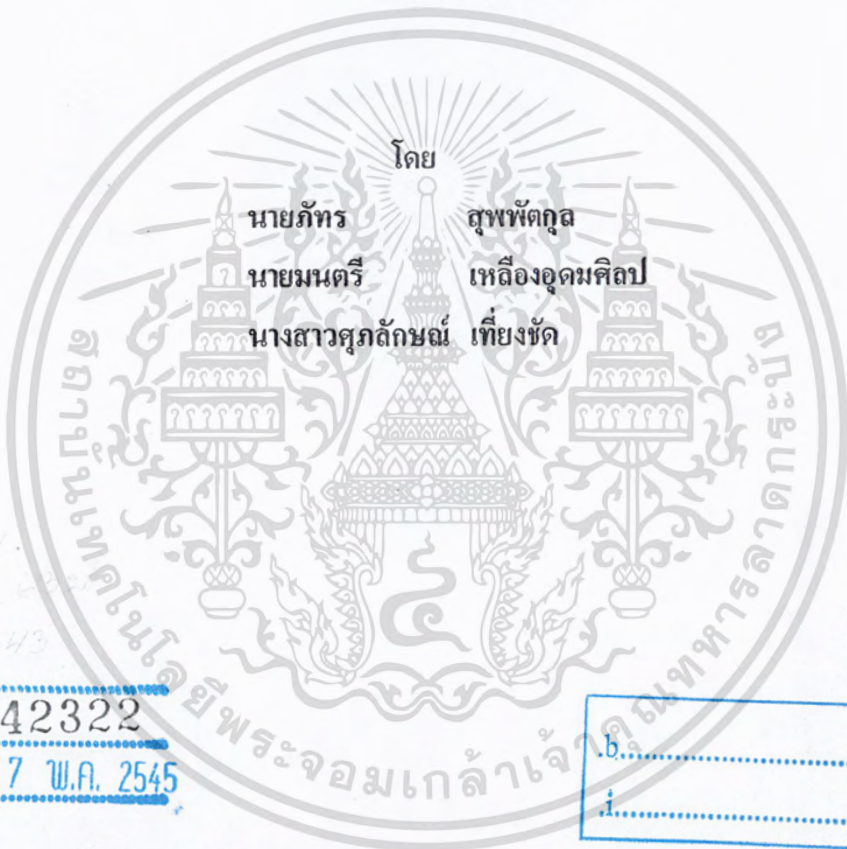 โดย
นายภัทร สุพพัตกุล
นายมนตรี เหลืองอุดมศิลป
นางสาวศุภลักษณ์ เที่ยงชัด
สถาบันเทคโนโลยีพระจอมเกล้าเจ้าคุณทหารลาดกระบัง
42322
7 พ.ค. 2545
.b.
.i.